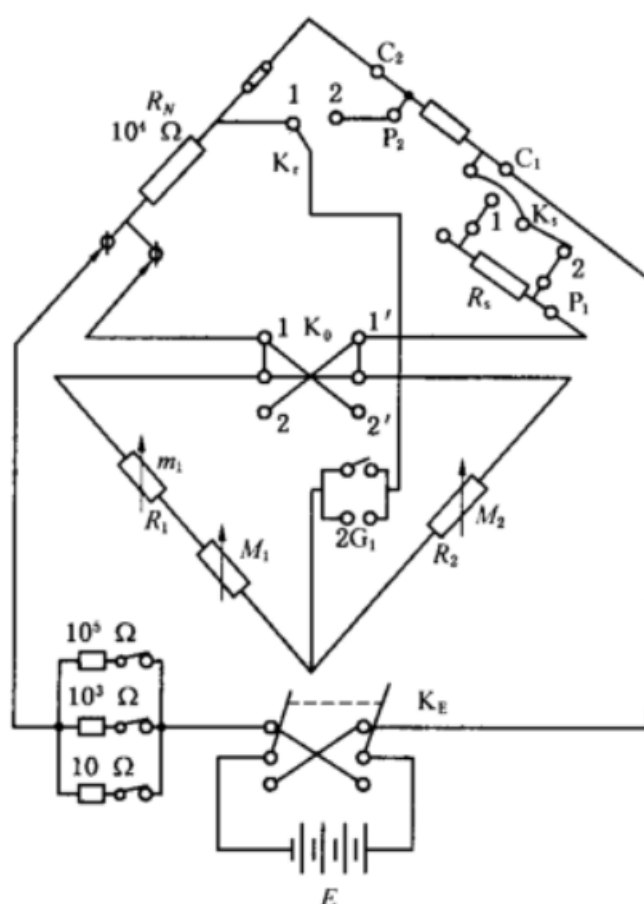 C₂
1 2
R_N
10⁴ Ω
P₂
K_r
C₁
1 K_s
2
R_s
P₁
1 K₀ 1′
2 2′
m₁
R₁
M₁
2G₁
M₂
R₂
10⁵ Ω
10³ Ω
10 Ω
K_E
E